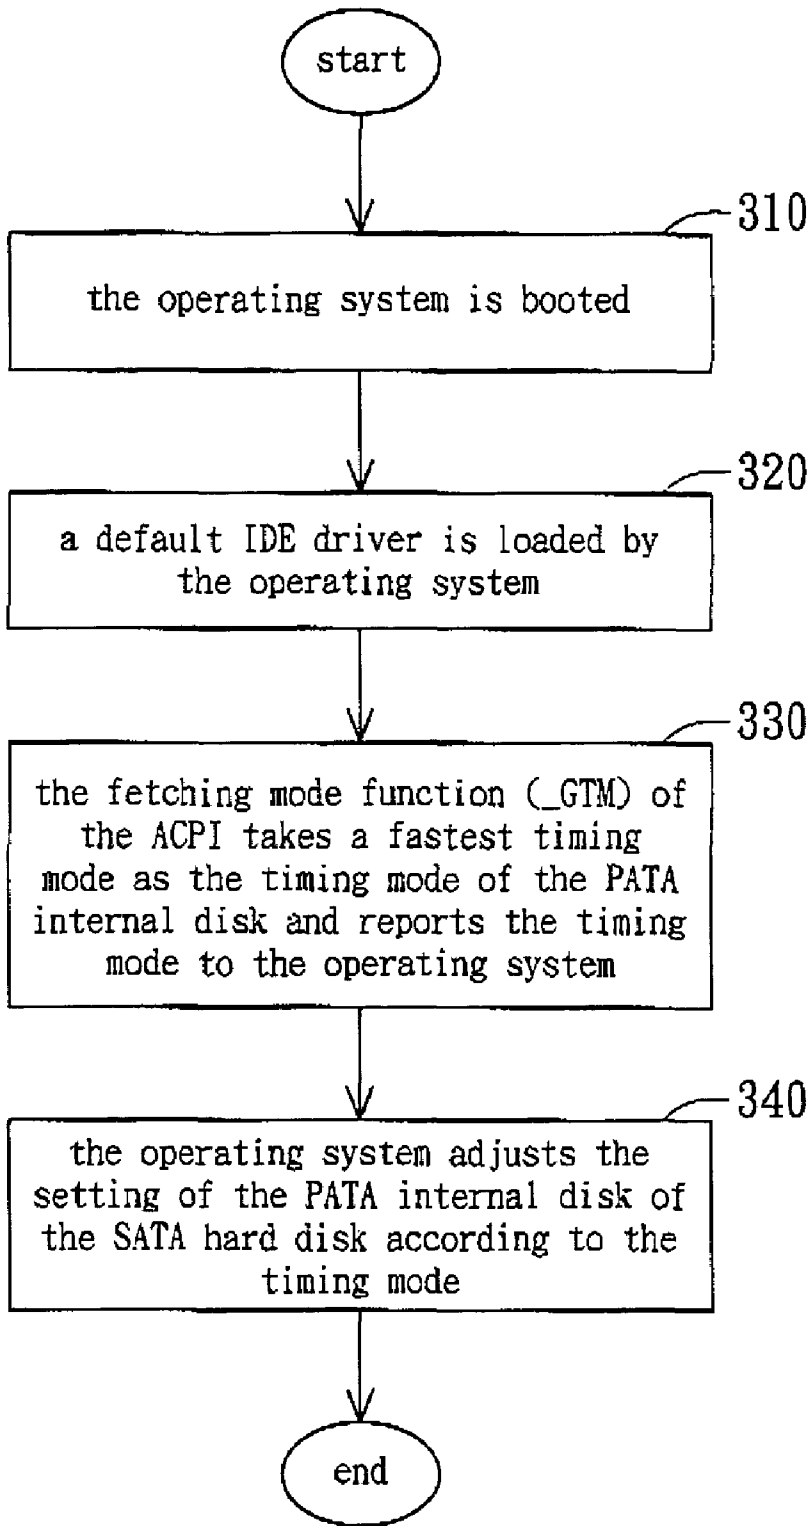 start
310
the operating system is booted
320
a default IDE driver is loaded by
the operating system
330
the fetching mode function (_GTM) of
the ACPI takes a fastest timing
mode as the timing mode of the PATA
internal disk and reports the timing
mode to the operating system
340
the operating system adjusts the
setting of the PATA internal disk of
the SATA hard disk according to the
timing mode
end